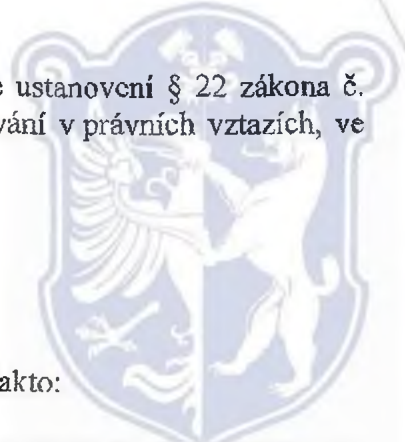 e ustanovení § 22 zákona č.
vání v právních vztazích, ve
akto: